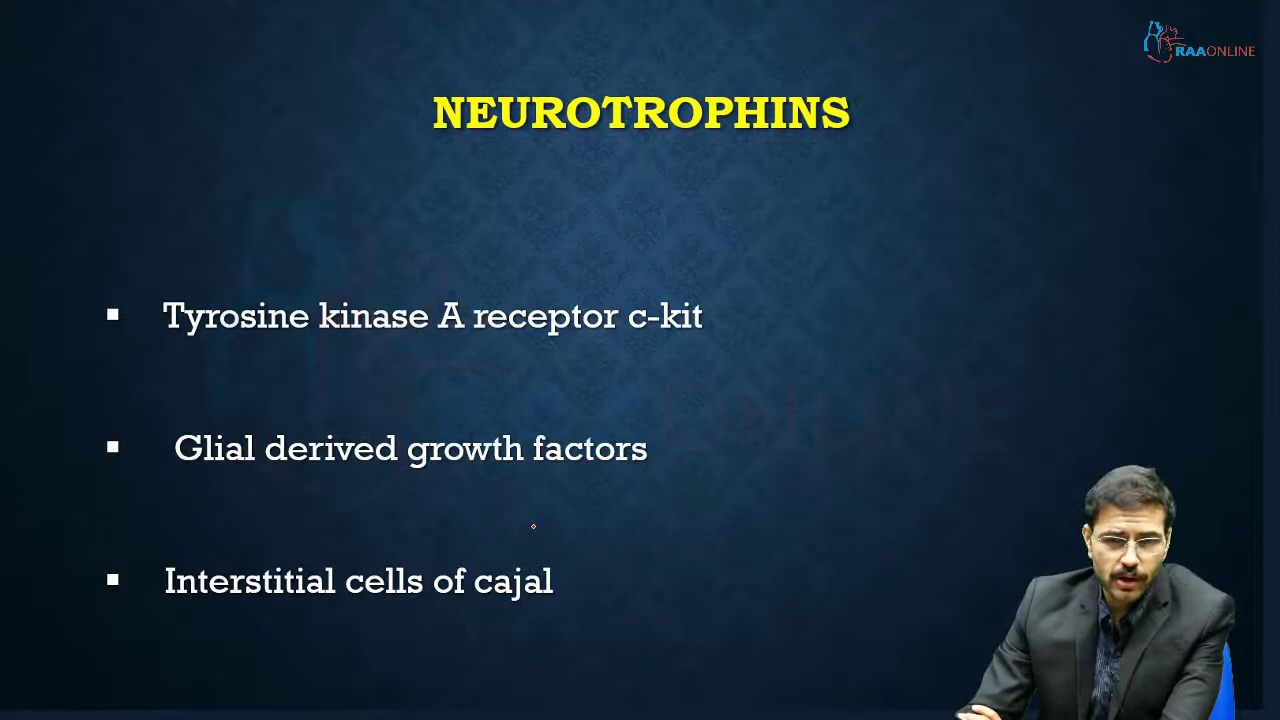 RAAONLINE
NEUROTROPHINS
▪ Tyrosine kinase A receptor c-kit
▪ Glial derived growth factors
▪ Interstitial cells of cajal